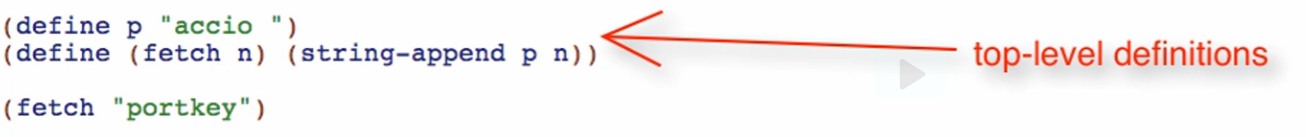 (define p "accio ")
(define (fetch n) (string-append p n))
top-level definitions
(fetch "portkey")